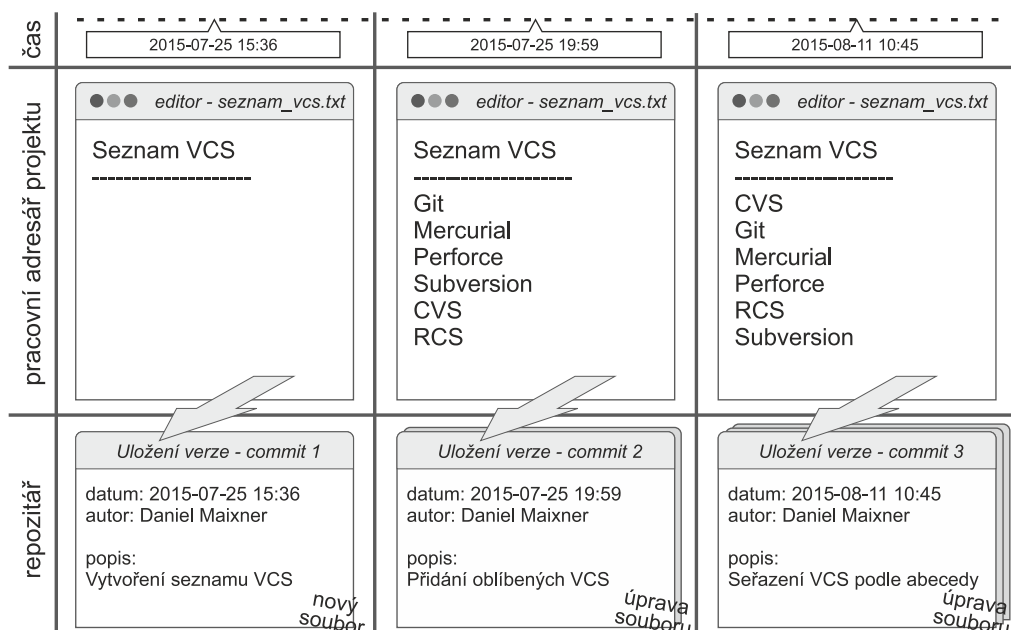 čas
2015-07-25 15:36
2015-07-25 19:59
2015-08-11 10:45
pracovní adresář projektu
editor - seznam_vcs.txt
Seznam VCS
--------------------
editor - seznam_vcs.txt
Seznam VCS
--------------------
Git
Mercurial
Perforce
Subversion
CVS
RCS
editor - seznam_vcs.txt
Seznam VCS
--------------------
CVS
Git
Mercurial
Perforce
RCS
Subversion
repozitář
Uložení verze - commit 1
datum: 2015-07-25 15:36
autor: Daniel Maixner
popis:
Vytvoření seznamu VCS
nový
soubor
Uložení verze - commit 2
datum: 2015-07-25 19:59
autor: Daniel Maixner
popis:
Přidání oblíbených VCS
úprava
souboru
Uložení verze - commit 3
datum: 2015-08-11 10:45
autor: Daniel Maixner
popis:
Seřazení VCS podle abecedy
úprava
souboru